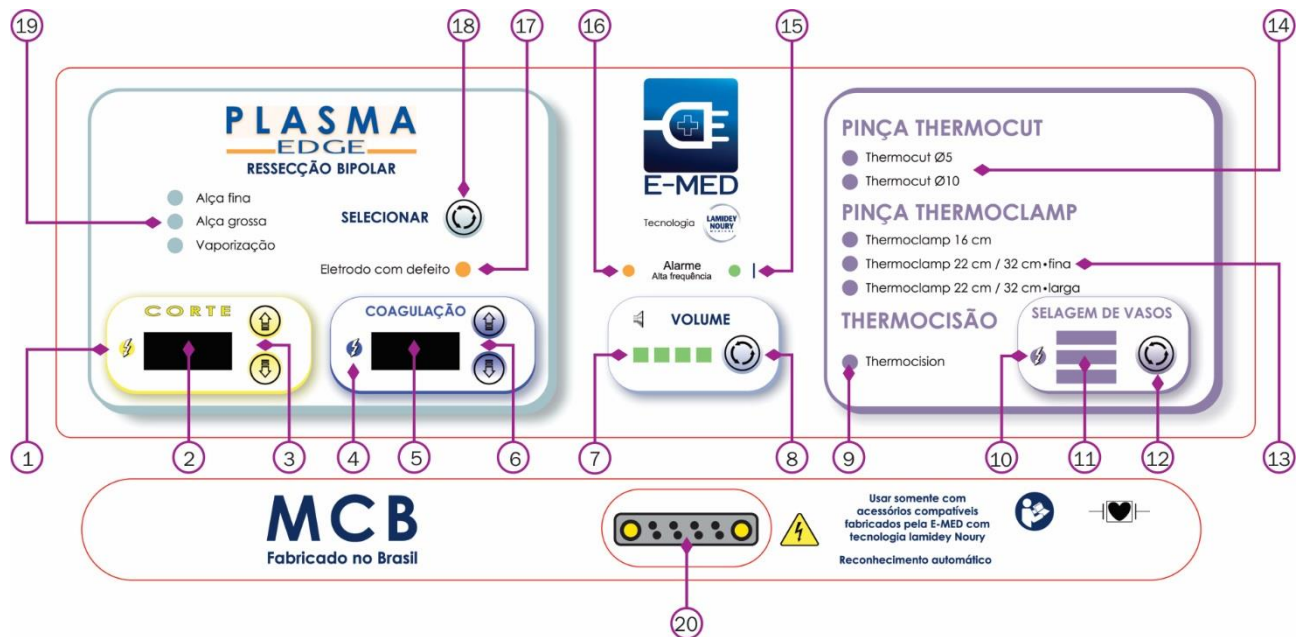 19
18
17
16
15
14
PLASMA
EDGE
RESSECÇÃO BIPOLAR
Alça fina
Alça grossa
Vaporização
SELECIONAR
Eletrodo com defeito
CORTE
COAGULAÇÃO
E-MED
Tecnologia
LAMIDEY
NOURY
MEDICAL
Alarme
Alta frequência
VOLUME
PINÇA THERMOCUT
Thermocut Ø5
Thermocut Ø10
PINÇA THERMOCLAMP
Thermoclamp 16 cm
Thermoclamp 22 cm / 32 cm•fina
Thermoclamp 22 cm / 32 cm•larga
THERMOCISÃO
Thermocision
SELAGEM DE VASOS
1
2
3
4
5
6
7
8
9
10
11
12
13
MCB
Fabricado no Brasil
Usar somente com
acessórios compatíveis
fabricados pela E-MED com
tecnologia lamidey Noury
Reconhecimento automático
20